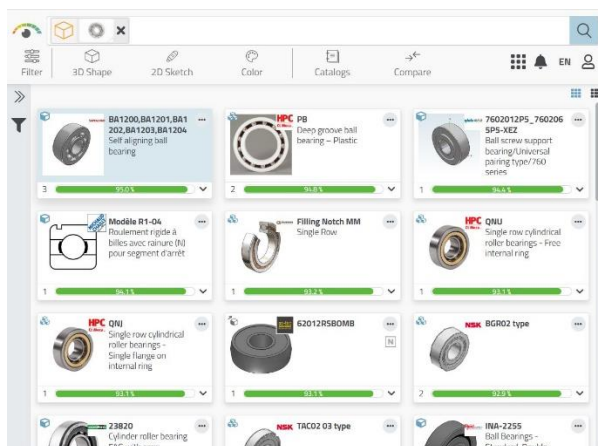 Filter
3D Shape
2D Sketch
Color
Catalogs
Compare
EN
BA1200,BA1201,BA1
202,BA1203,BA1204
Self aligning ball
bearing
3
95.0 %
HPC
PB
Deep groove ball
bearing – Plastic
2
94.8 %
7602012PS_760206
5PS-XEZ
Ball screw support
bearing/Universal
pairing type/760
series
1
94.4 %
Modèle R1-04
Roulement rigide à
billes avec rainure (N)
pour segment d'arrêt
1
94.1 %
Filling Notch MM
Single Row
1
93.2 %
HPC
QNU
Single row cylindrical
roller bearings - Free
internal ring
1
93.1 %
HPC
QNJ
Single row cylindrical
roller bearings -
Single flange on
internal ring
1
93.1 %
62012RSBOMB
N
1
93.1 %
NSK
BGR02 type
2
92.9 %
23820
Cylinder roller bearing
NSK
TAC02 03 type
INA-2255
Ball Bearings -